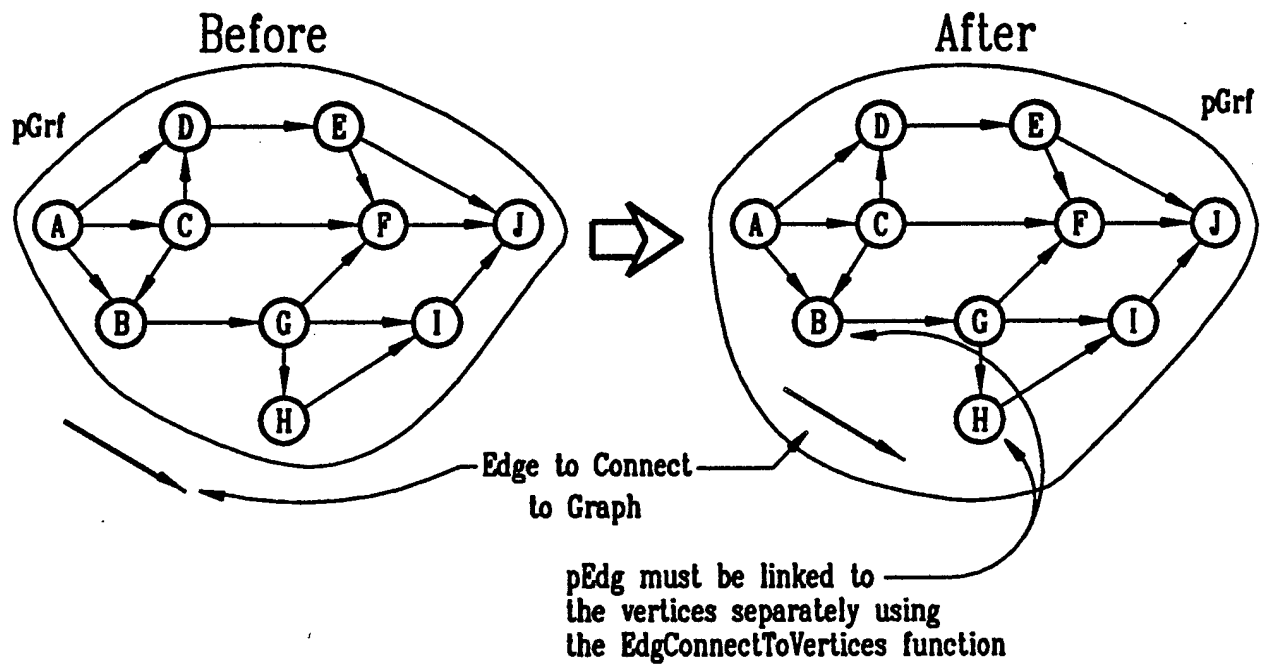 Before
After
pGrf
pGrf
D
E
D
E
A
C
F
J
A
C
F
J
B
G
I
B
G
I
H
H
Edge to Connect
to Graph
pEdg must be linked to
the vertices separately using
the EdgConnectToVertices function